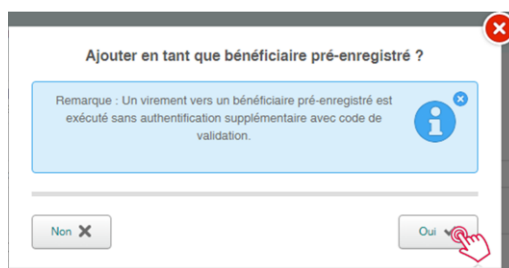 Ajouter en tant que bénéficiaire pré-enregistré ?
Remarque : Un virement vers un bénéficiaire pré-enregistré est
exécuté sans authentification supplémentaire avec code de
validation.
Non
Oui